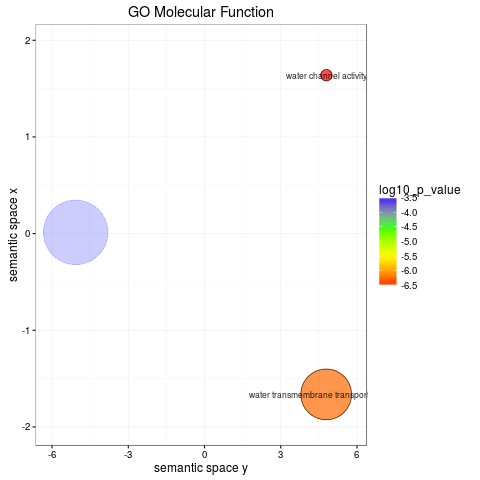 GO Molecular Function
2
1
0
-1
-2
semantic space x
water channel activity
water transmembrane transport
-6
-3
0
3
6
semantic space y
log10_p_value
-3.5
-4.0
-4.5
-5.0
-5.5
-6.0
-6.5